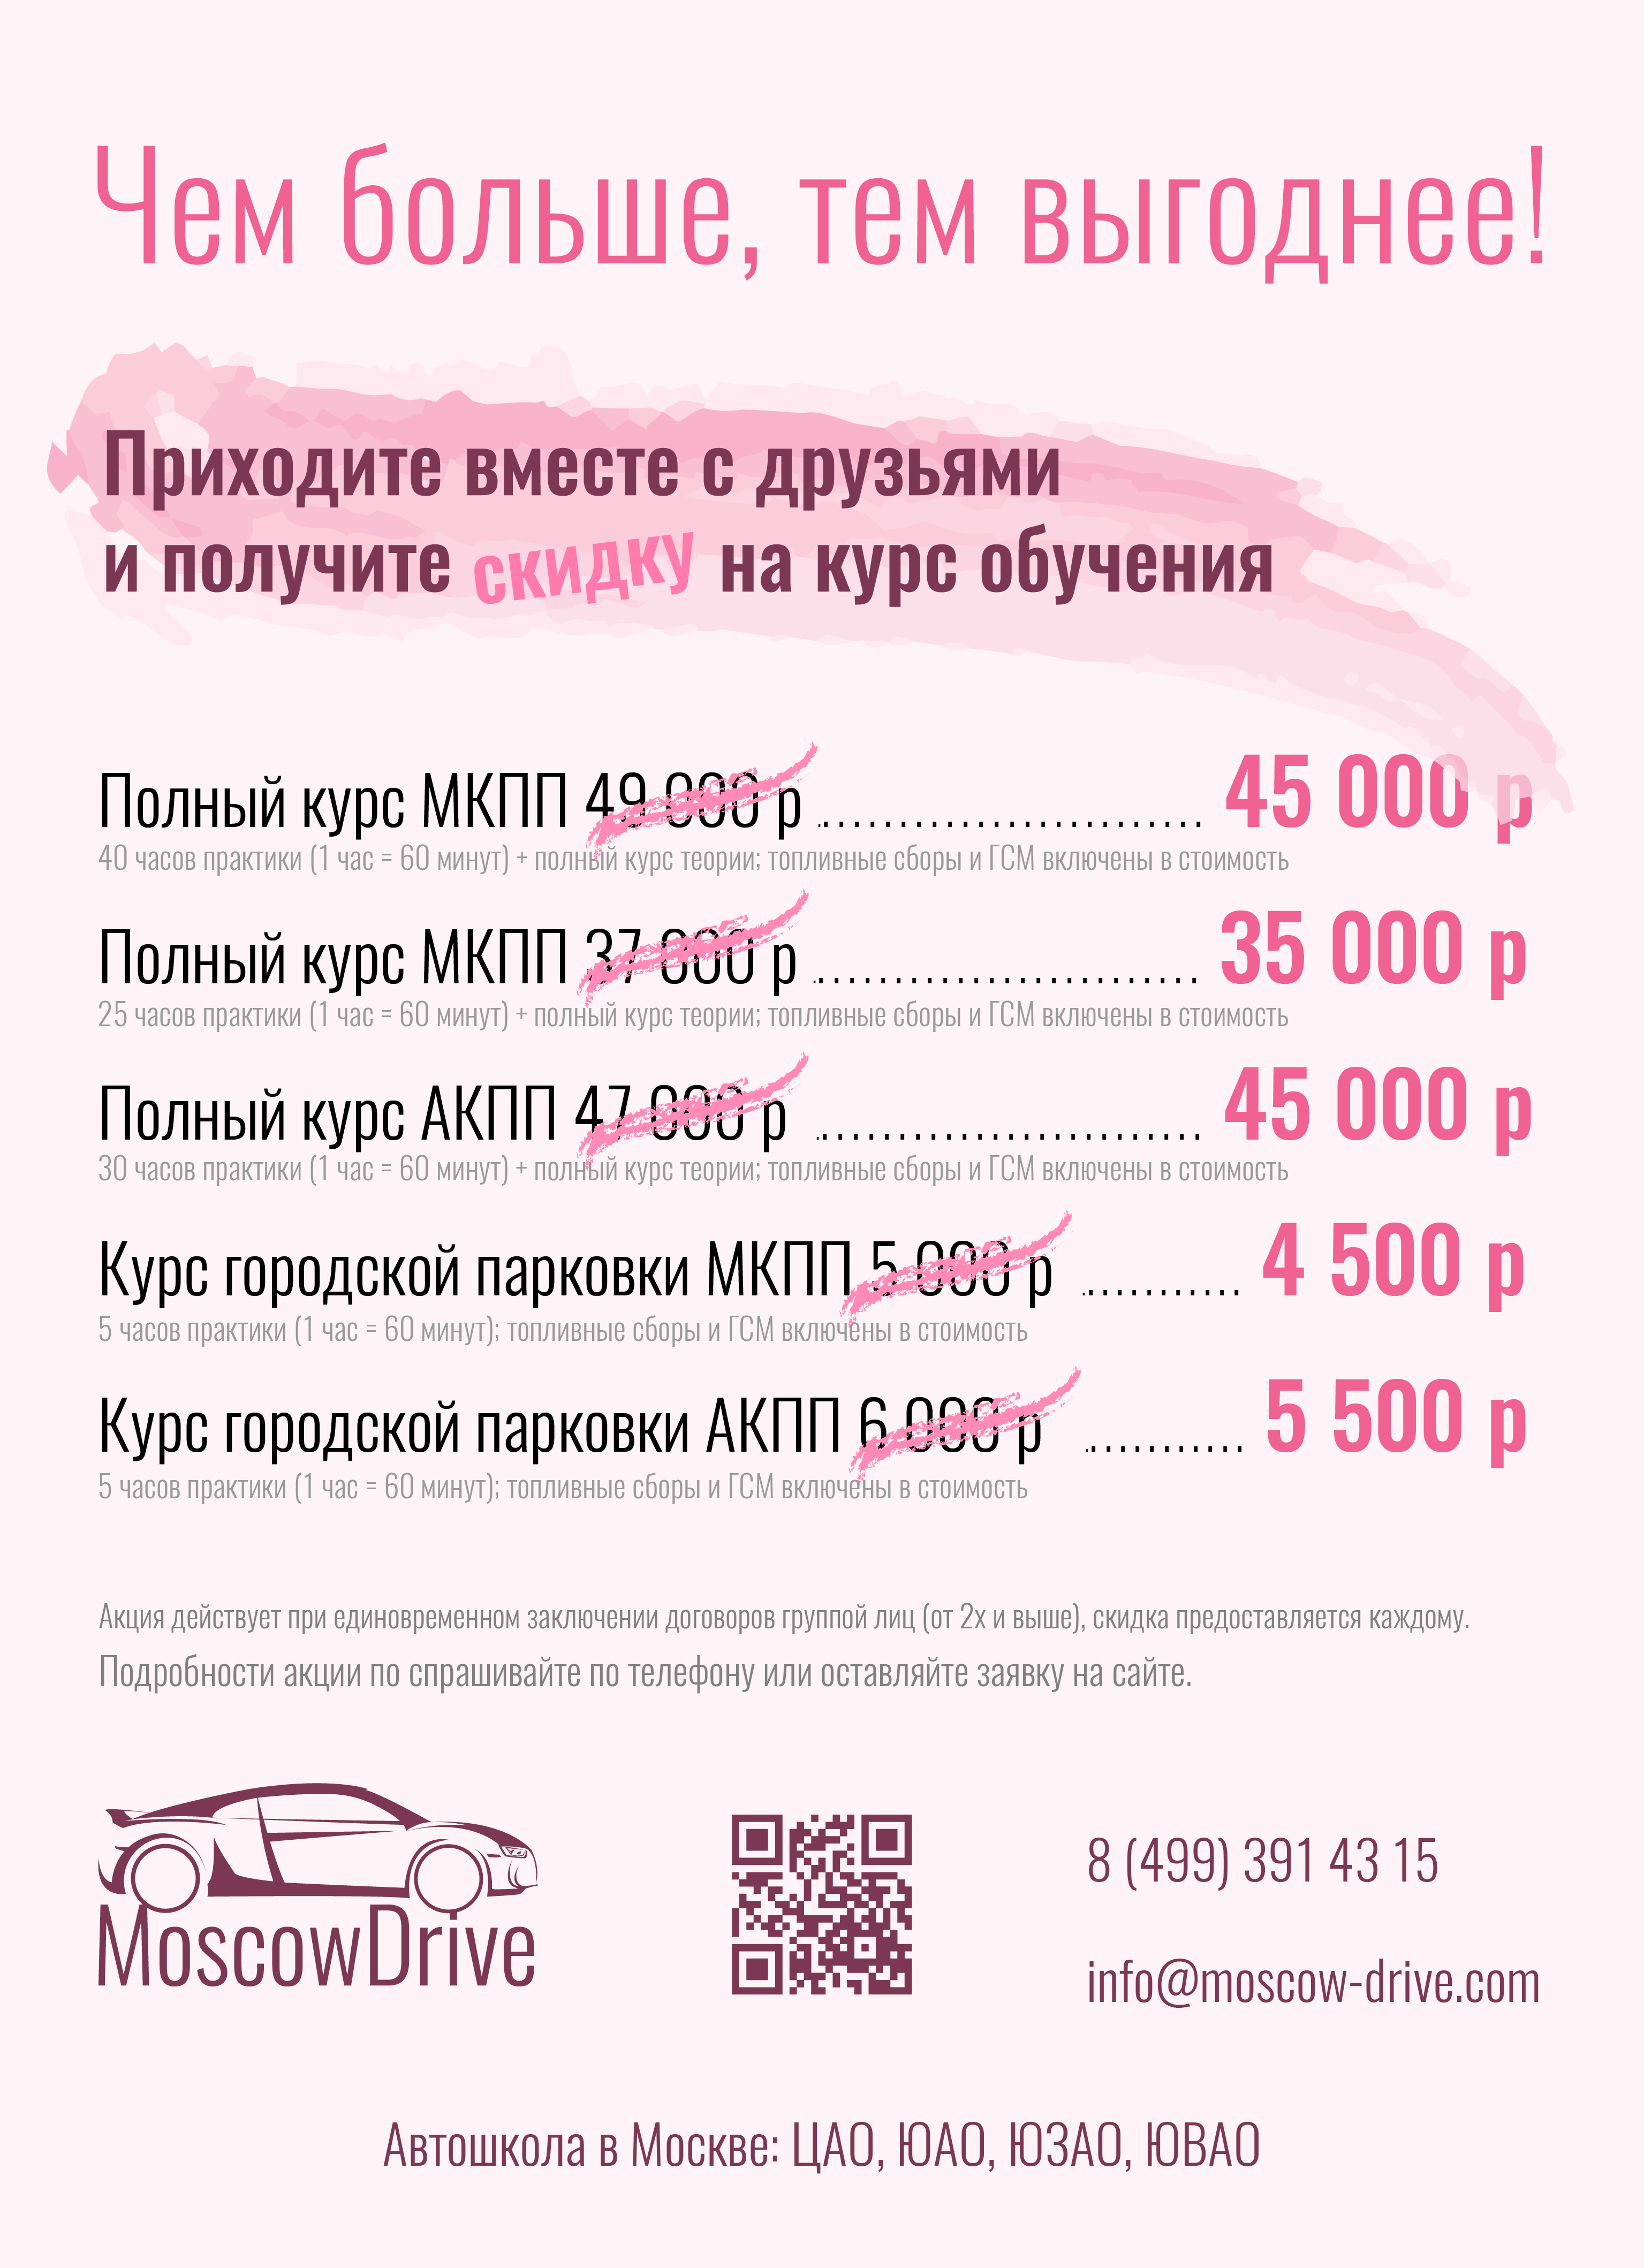 Чем больше, тем выгоднее!
Приходите вместе с друзьями
и получите скидку на курс обучения
Полный курс МКПП 49 000 р ......................... 45 000 р
40 часов практики (1 час = 60 минут) + полный курс теории; топливные сборы и ГСМ включены в стоимость
Полный курс МКПП 37 000 р ......................... 35 000 р
25 часов практики (1 час = 60 минут) + полный курс теории; топливные сборы и ГСМ включены в стоимость
Полный курс АКПП 47 000 р ......................... 45 000 р
30 часов практики (1 час = 60 минут) + полный курс теории; топливные сборы и ГСМ включены в стоимость
Курс городской парковки МКПП 5 000 р ........... 4 500 р
5 часов практики (1 час = 60 минут); топливные сборы и ГСМ включены в стоимость
Курс городской парковки АКПП 6 000 р ........... 5 500 р
5 часов практики (1 час = 60 минут); топливные сборы и ГСМ включены в стоимость
Акция действует при единовременном заключении договоров группой лиц (от 2х и выше), скидка предоставляется каждому.
Подробности акции по спрашивайте по телефону или оставляйте заявку на сайте.
MoscowDrive
8 (499) 391 43 15
info@moscow-drive.com
Автошкола в Москве: ЦАО, ЮАО, ЮЗАО, ЮВАО